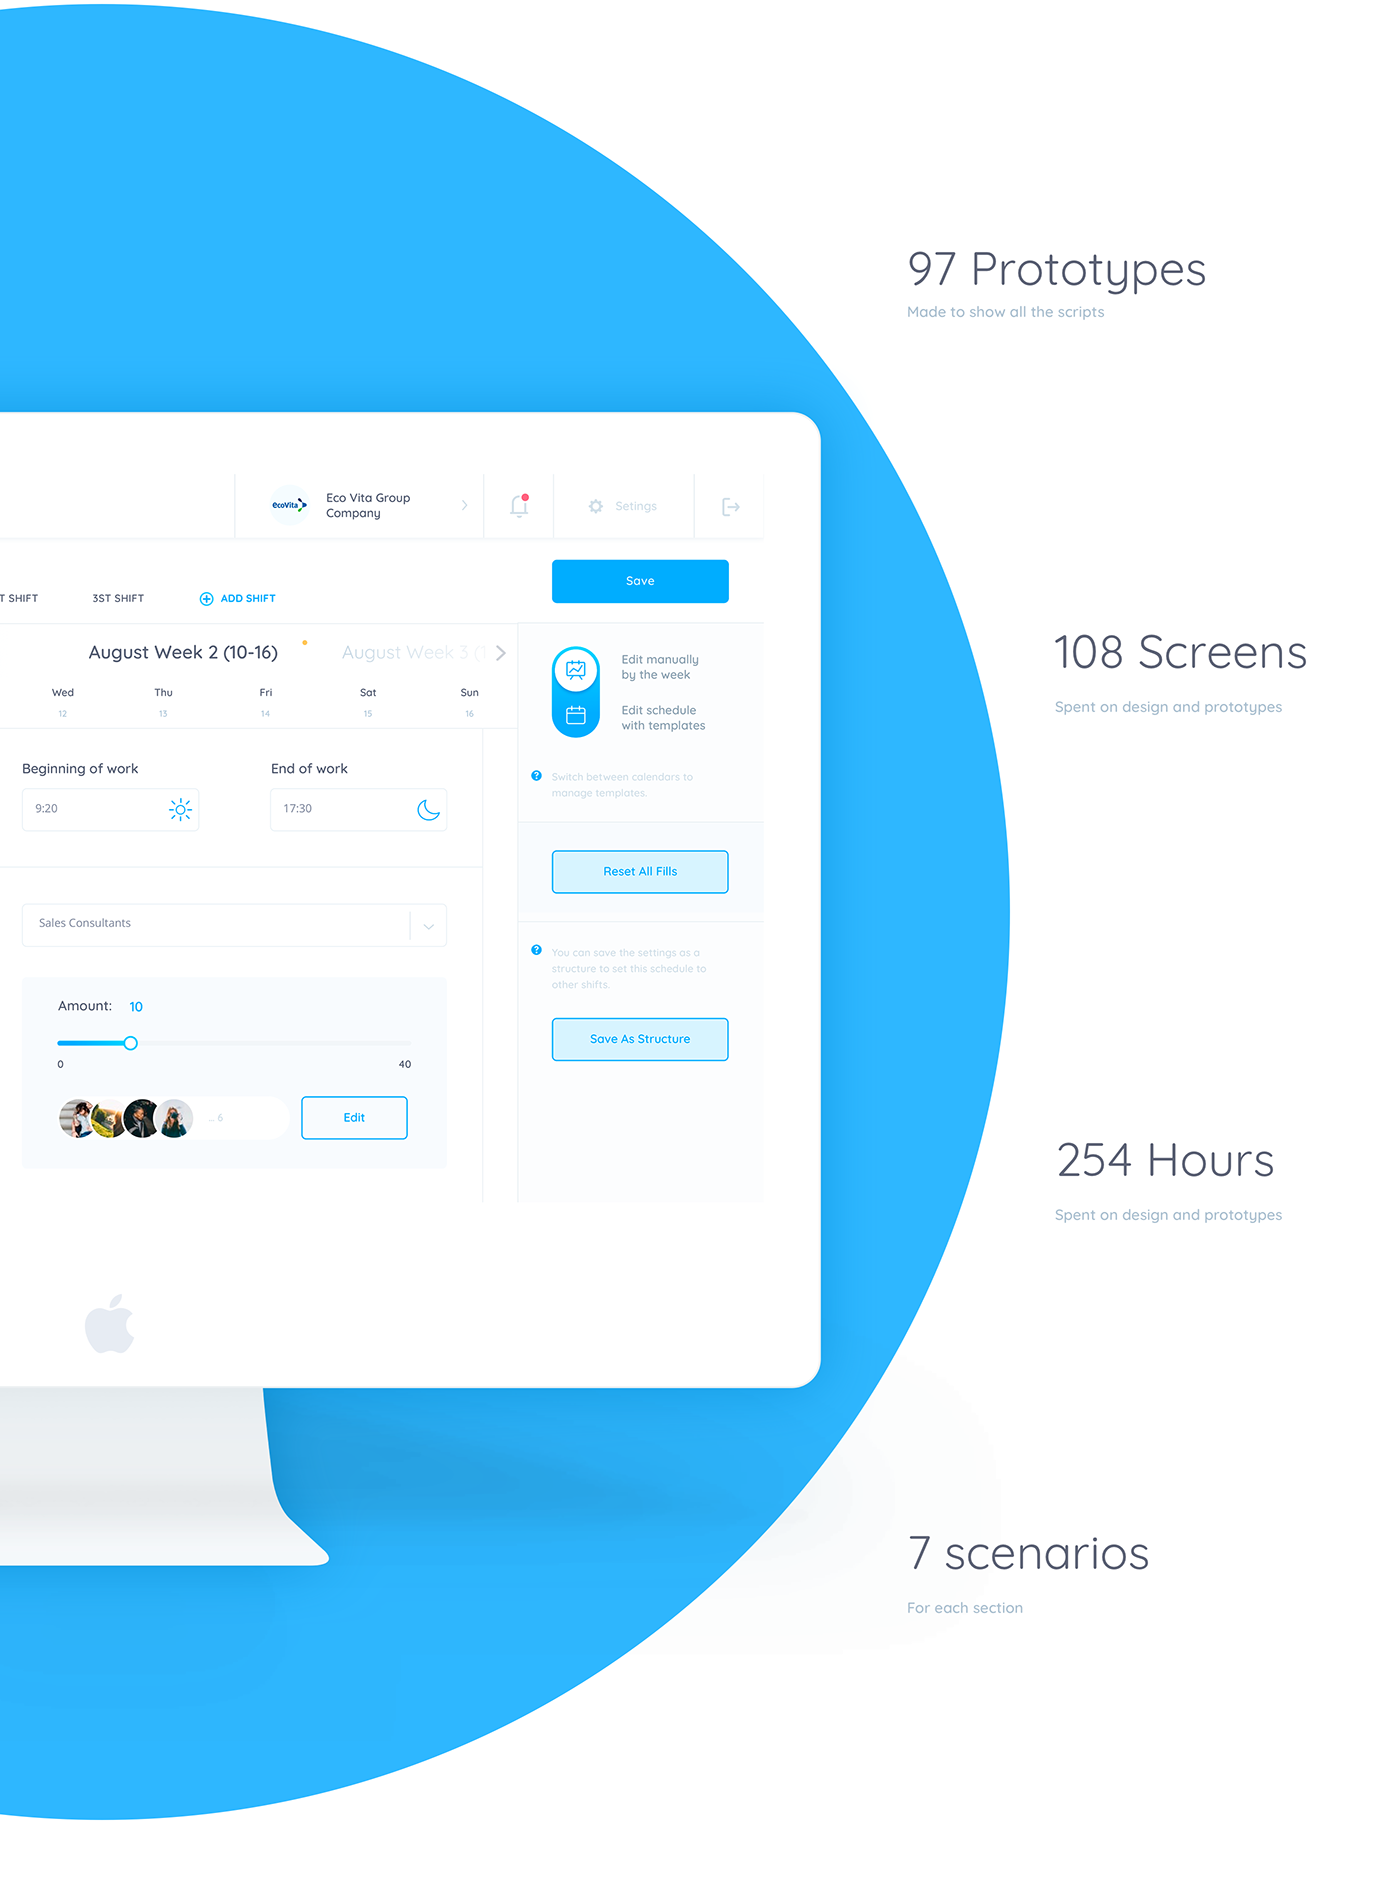 97 Prototypes
Made to show all the scripts
ecoVita
Eco Vita Group
Company
Setings
Save
T SHIFT
3ST SHIFT
ADD SHIFT
August Week 2 (10-16)
August Week 3 (1
Wed
Thu
Fri
Sat
Sun
12
13
14
15
16
Edit manually
by the week
Edit schedule
with templates
108 Screens
Spent on design and prototypes
Beginning of work
End of work
9:20
17:30
? Switch between calendars to
manage templates.
Reset All Fills
Sales Consultants
? You can save the settings as a
structure to set this schedule to
other shifts.
Amount: 10
0
40
Save As Structure
... 6
Edit
254 Hours
Spent on design and prototypes
7 scenarios
For each section